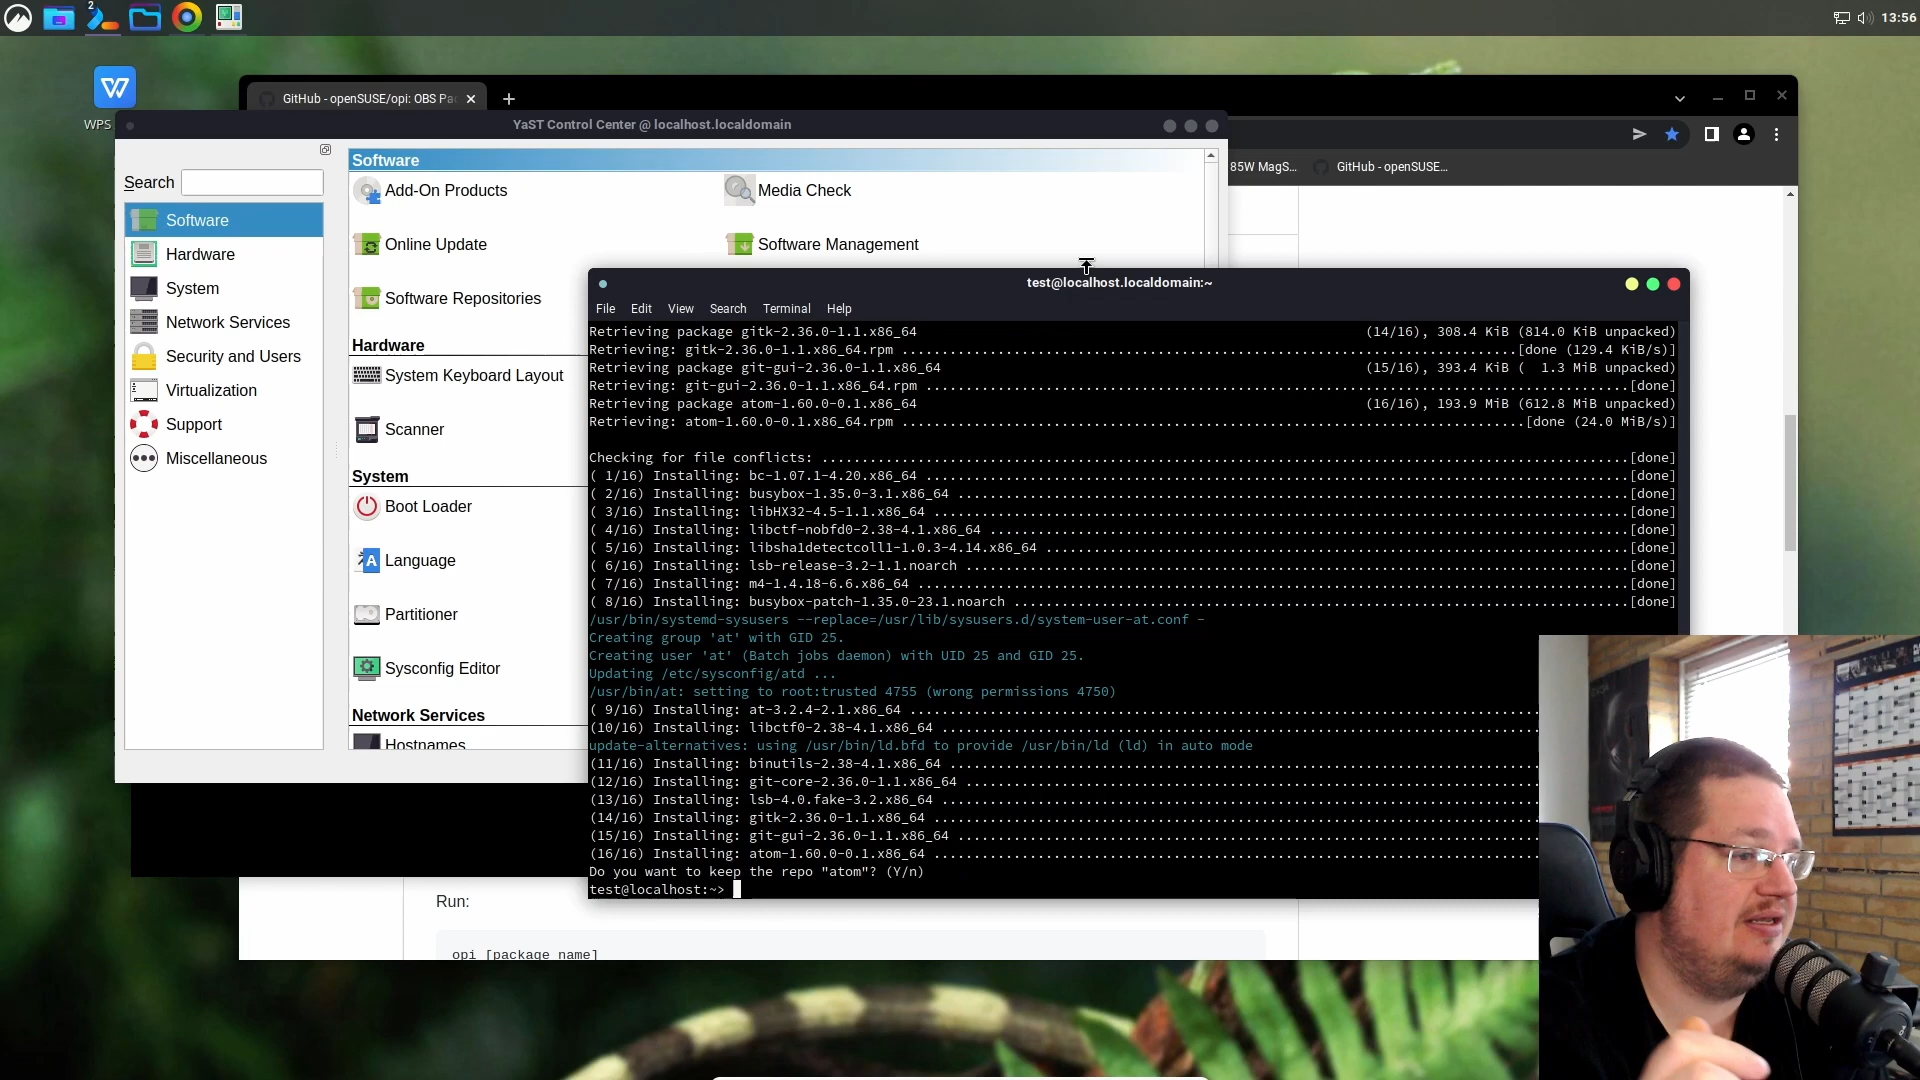 2
13:56
WPS
GitHub - openSUSE/opi: OBS Pac
YaST Control Center @ localhost.localdomain
85W MagS...
GitHub - openSUSE...
Search
Software
Hardware
System
Network Services
Security and Users
Virtualization
Support
Miscellaneous
Software
Add-On Products
Media Check
Online Update
Software Management
Software Repositories
Hardware
System Keyboard Layout
Scanner
System
Boot Loader
Language
Partitioner
Sysconfig Editor
Network Services
Hostnames
test@localhost.localdomain:~
File Edit View Search Terminal Help
Retrieving package gitk-2.36.0-1.1.x86_64 (14/16), 308.4 KiB (814.0 KiB unpacked)
Retrieving: gitk-2.36.0-1.1.x86_64.rpm ...[done (129.4 KiB/s)]
Retrieving package git-gui-2.36.0-1.1.x86_64 (15/16), 393.4 KiB (  1.3 MiB unpacked)
Retrieving: git-gui-2.36.0-1.1.x86_64.rpm ...[done]
Retrieving package atom-1.60.0-0.1.x86_64 (16/16), 193.9 MiB (612.8 MiB unpacked)
Retrieving: atom-1.60.0-0.1.x86_64.rpm ...[done (24.0 MiB/s)]
Checking for file conflicts: ...[done]
( 1/16) Installing: bc-1.07.1-4.20.x86_64 ...[done]
( 2/16) Installing: busybox-1.35.0-3.1.x86_64 ...[done]
( 3/16) Installing: libHX32-4.5-1.1.x86_64 ...[done]
( 4/16) Installing: libctf-nobfd0-2.38-4.1.x86_64 ...[done]
( 5/16) Installing: libsha1detectcoll1-1.0.3-4.14.x86_64 ...[done]
( 6/16) Installing: lsb-release-3.2-1.1.noarch ...[done]
( 7/16) Installing: m4-1.4.18-6.6.x86_64 ...[done]
( 8/16) Installing: busybox-patch-1.35.0-23.1.noarch ...[done]
/usr/bin/systemd-sysusers --replace=/usr/lib/sysusers.d/system-user-at.conf -
Creating group 'at' with GID 25.
Creating user 'at' (Batch jobs daemon) with UID 25 and GID 25.
Updating /etc/sysconfig/atd ...
/usr/bin/at: setting to root:trusted 4755 (wrong permissions 4750)
( 9/16) Installing: at-3.2.4-2.1.x86_64 ...
(10/16) Installing: libctf0-2.38-4.1.x86_64 ...
update-alternatives: using /usr/bin/ld.bfd to provide /usr/bin/ld (ld) in auto mode
(11/16) Installing: binutils-2.38-4.1.x86_64 ...
(12/16) Installing: git-core-2.36.0-1.1.x86_64 ...
(13/16) Installing: lsb-4.0.fake-3.2.x86_64 ...
(14/16) Installing: gitk-2.36.0-1.1.x86_64 ...
(15/16) Installing: git-gui-2.36.0-1.1.x86_64 ...
(16/16) Installing: atom-1.60.0-0.1.x86_64 ...
Do you want to keep the repo "atom"? (Y/n)
test@localhost:~>
Run:
opi [package name]